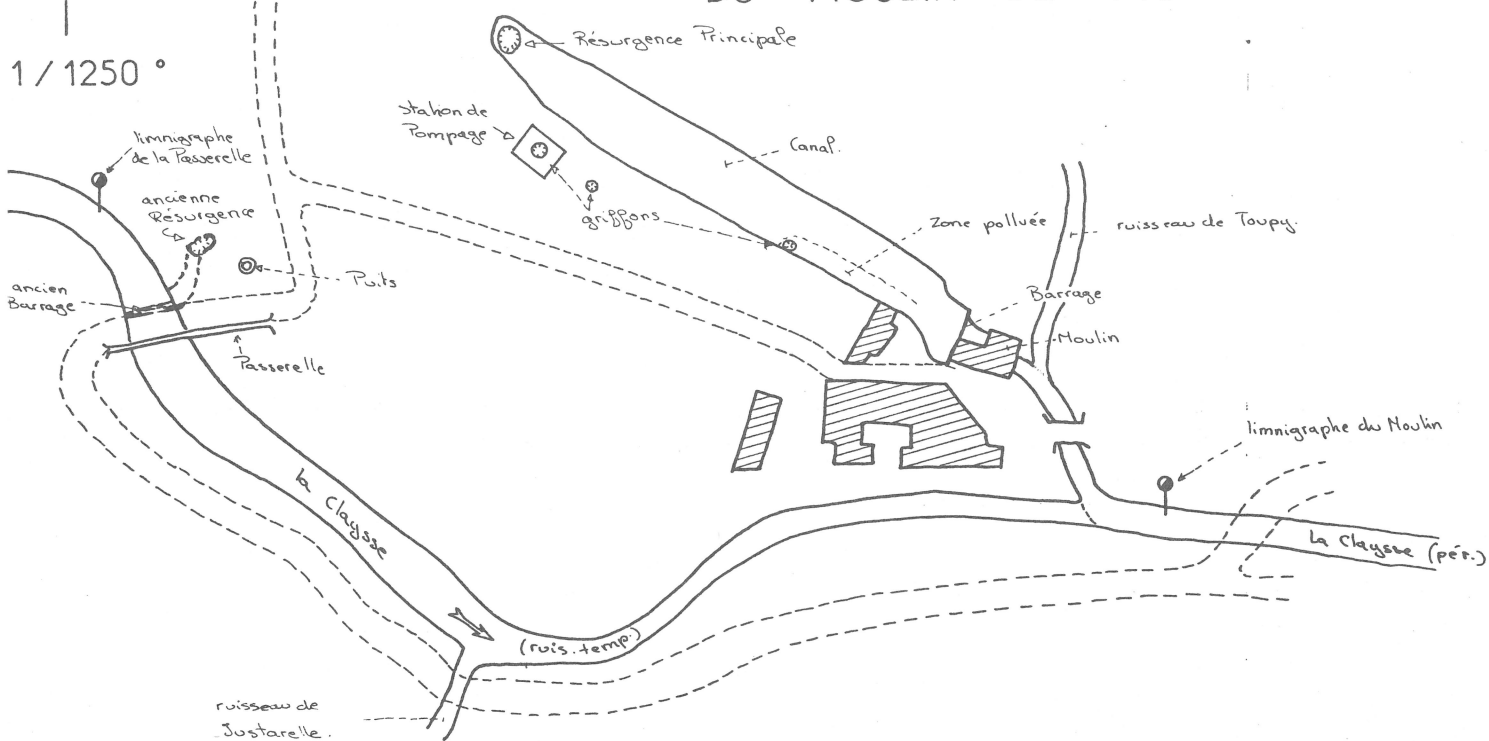 1/1250°
Résurgence Principale
station de
Pompage
limnigraphe
de la Passerelle
Canal.
ancienne
Résurgence
griffons
Zone polluée
ruisseau de Toupy.
Puits
ancien
Barrage
Barrage
Moulin
Passerelle
limnigraphe du Moulin
la Claysse
la Claysse (pér.)
(ruis. temp.)
ruisseau de
Justarelle.